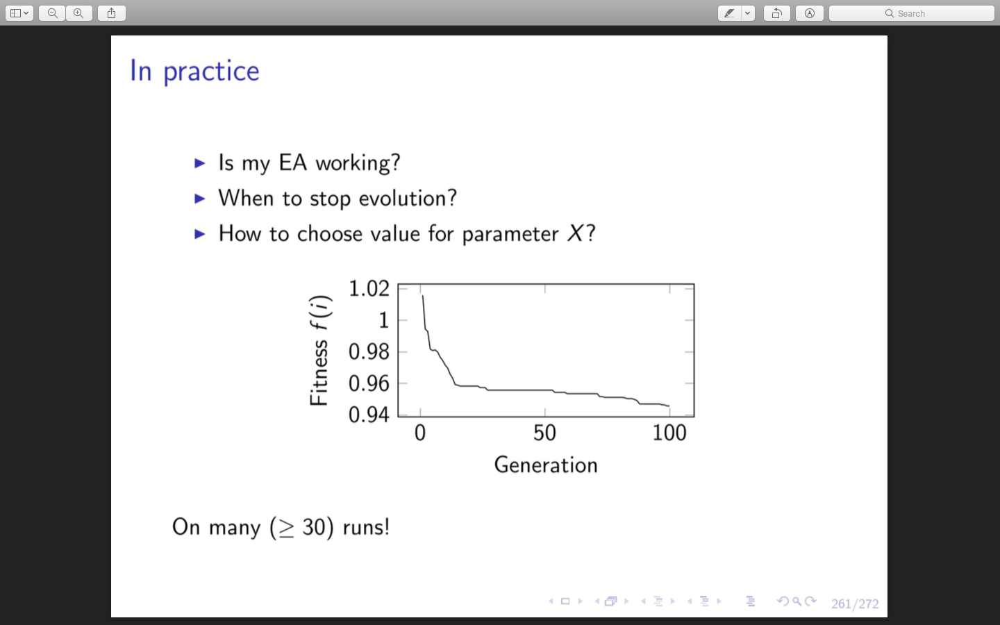 Search
In practice
Is my EA working?
When to stop evolution?
How to choose value for parameter X?
Fitness f(i)
1.02
1
0.98
0.96
0.94
0 50 100
Generation
On many (≥ 30) runs!
261/272